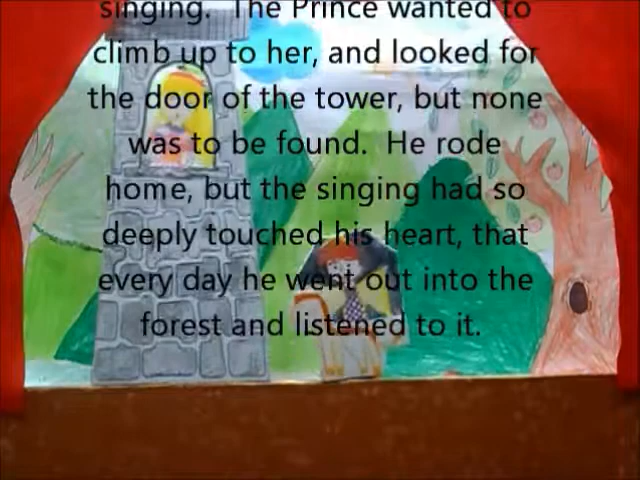 singing. The Prince wanted to
climb up to her, and looked for
the door of the tower, but none
was to be found. He rode
home, but the singing had so
deeply touched his heart, that
every day he went out into the
forest and listened to it.